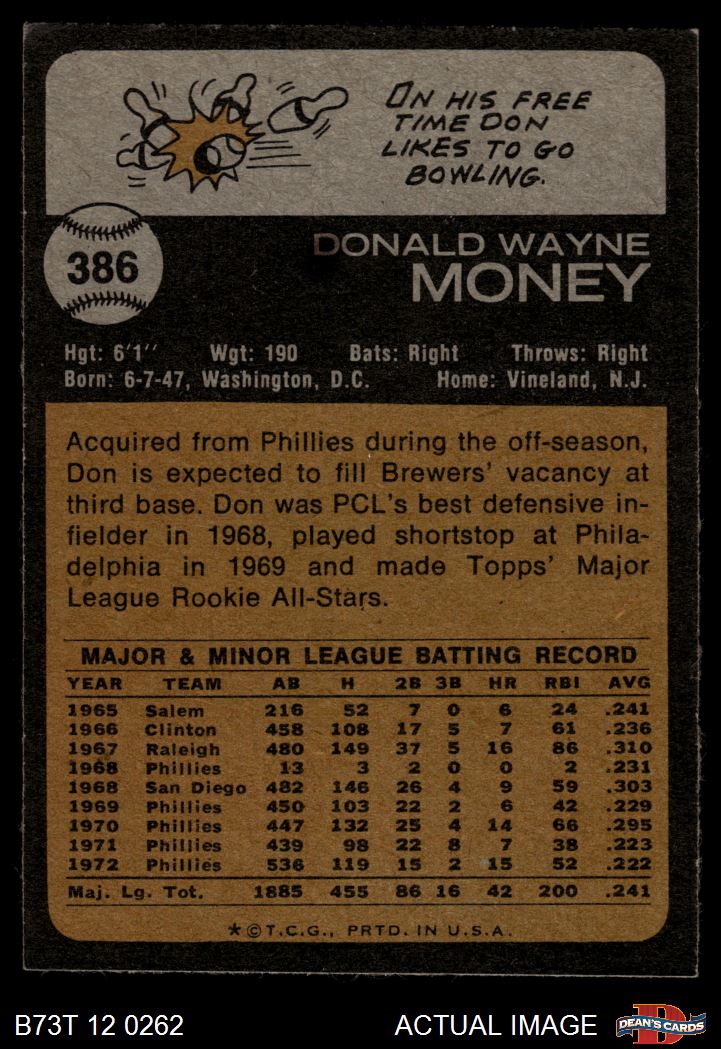 ON HIS FREE
TIME DON
LIKES TO GO
BOWLING.
386
DONALD WAYNE
MONEY
Hgt: 6'1" Wgt: 190 Bats: Right Throws: Right
Born: 6-7-47, Washington, D.C. Home: Vineland, N.J.
Acquired from Phillies during the off-season,
Don is expected to fill Brewers' vacancy at
third base. Don was PCL's best defensive in-
fielder in 1968, played shortstop at Phila-
delphia in 1969 and made Topps' Major
League Rookie All-Stars.
MAJOR & MINOR LEAGUE BATTING RECORD
YEAR TEAM AB H 2B 3B HR RBI AVG
1965 Salem 216 52 7 0 6 24 .241
1966 Clinton 458 108 17 5 7 61 .236
1967 Raleigh 480 149 37 5 16 86 .310
1968 Phillies 13 3 2 0 0 2 .231
1968 San Diego 482 146 26 4 9 59 .303
1969 Phillies 450 103 22 2 6 42 .229
1970 Phillies 447 132 25 4 14 66 .295
1971 Phillies 439 98 22 8 7 38 .223
1972 Phillies 536 119 15 2 15 52 .222
Maj. Lg. Tot. 1885 455 86 16 42 200 .241
*©T.C.G., PRTD. IN U.S.A.
B73T 12 0262 ACTUAL IMAGE
D
DEAN'S CARDS